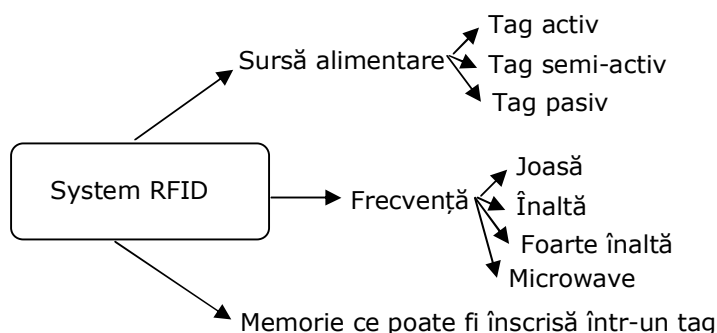 Tag activ
Sursă alimentare
Tag semi-activ
Tag pasiv
System RFID
Frecvență
Joasă
Înaltă
Foarte înaltă
Microwave
Memorie ce poate fi înscrisă într-un tag